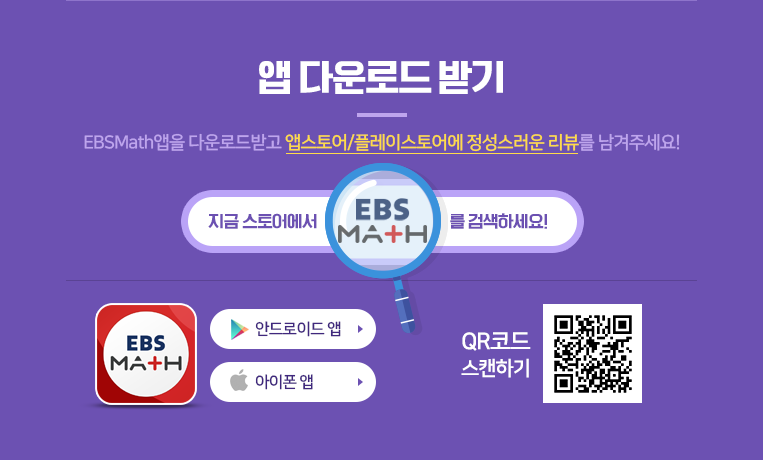 앱 다운로드 받기
EBSMath앱을 다운로드받고 앱스토어/플레이스토어에 정성스러운 리뷰를 남겨주세요!
지금 스토어에서 EBS MATH 를 검색하세요!
EBS
MATH
안드로이드 앱
아이폰 앱
QR코드
스캔하기